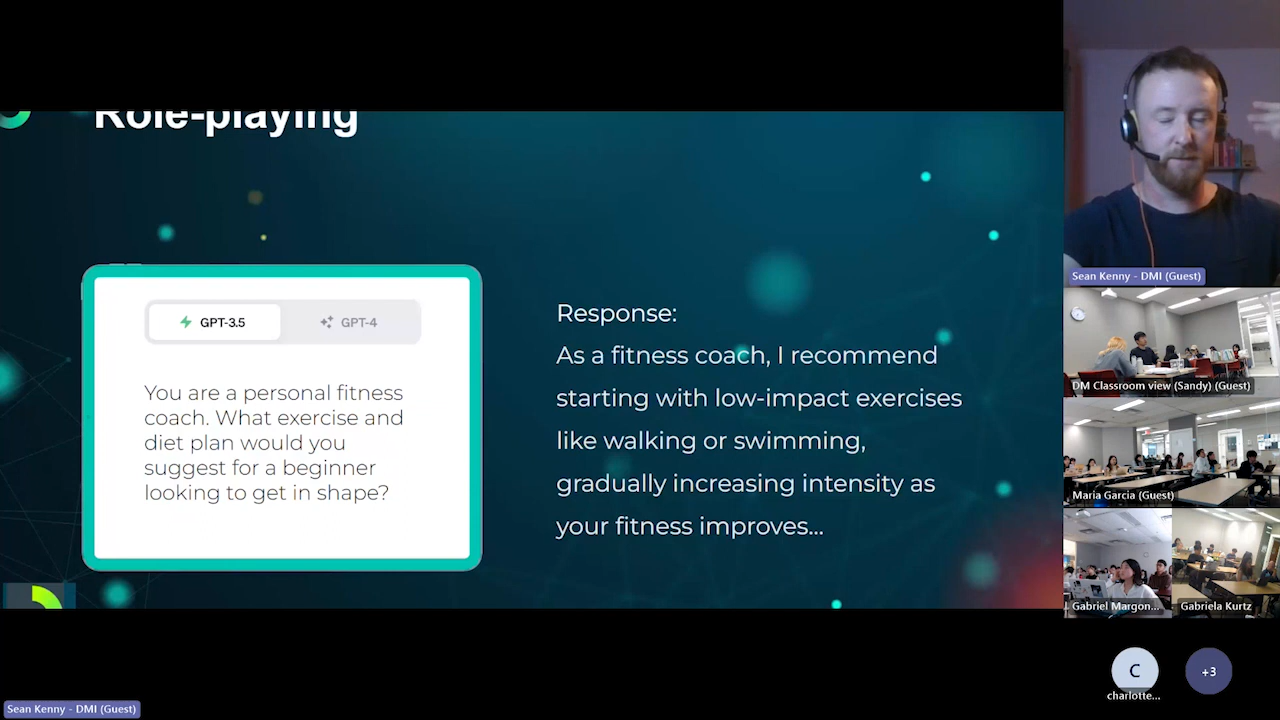 Role-playing
GPT-3.5
GPT-4
You are a personal fitness
coach. What exercise and
diet plan would you
suggest for a beginner
looking to get in shape?
Response:
As a fitness coach, I recommend
starting with low-impact exercises
like walking or swimming,
gradually increasing intensity as
your fitness improves...
Sean Kenny - DMI (Guest)
DM Classroom view (Sandy) (Guest)
Maria Garcia (Guest)
Gabriel Margon...
Gabriela Kurtz
C
charlotte...
+3
Sean Kenny - DMI (Guest)